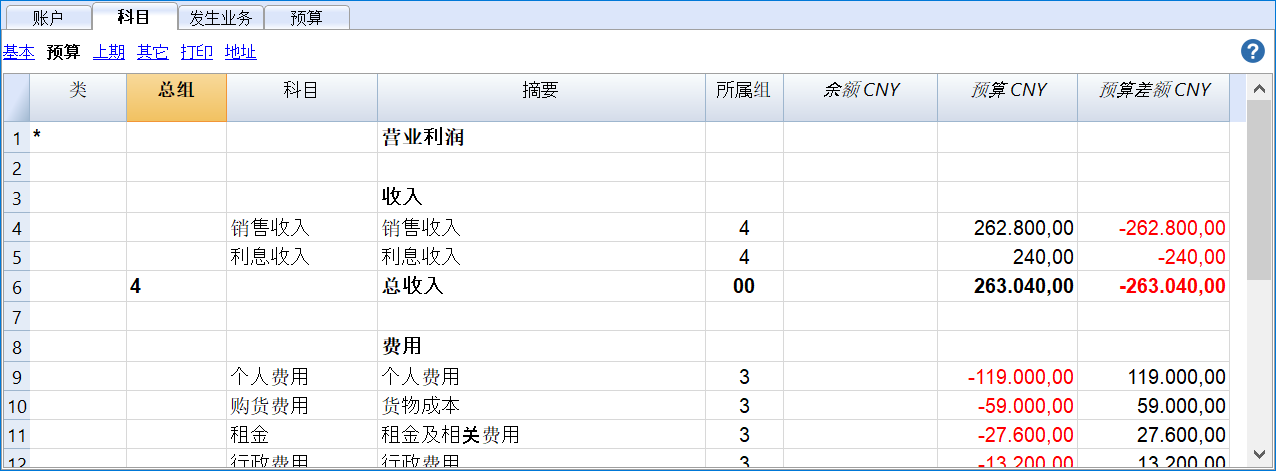 账户 科目 发生业务 预算
基本 预算 上期 其它 打印 地址 ?
类 总组 科目 摘要 所属组 余额 CNY 预算 CNY 预算差额 CNY
1 * 营业利润
2
3 收入
4 销售收入 销售收入 4 262.800,00 -262.800,00
5 利息收入 利息收入 4 240,00 -240,00
6 4 总收入 00 263.040,00 -263.040,00
7
8 费用
9 个人费用 个人费用 3 -119.000,00 119.000,00
10 购货费用 货物成本 3 -59.000,00 59.000,00
11 租金 租金及相关费用 3 -27.600,00 27.600,00
12 行政费用 行政费用 3 -13.200,00 13.200,00